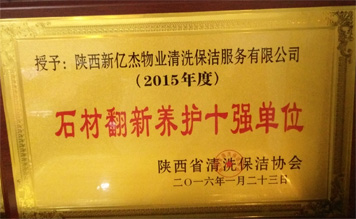 授予：陕西新亿杰物业清洗保洁服务有限公司
（2015年度）
石材翻新养护十强单位
陕西省清洗保洁协会
二〇一六年一月二十三日